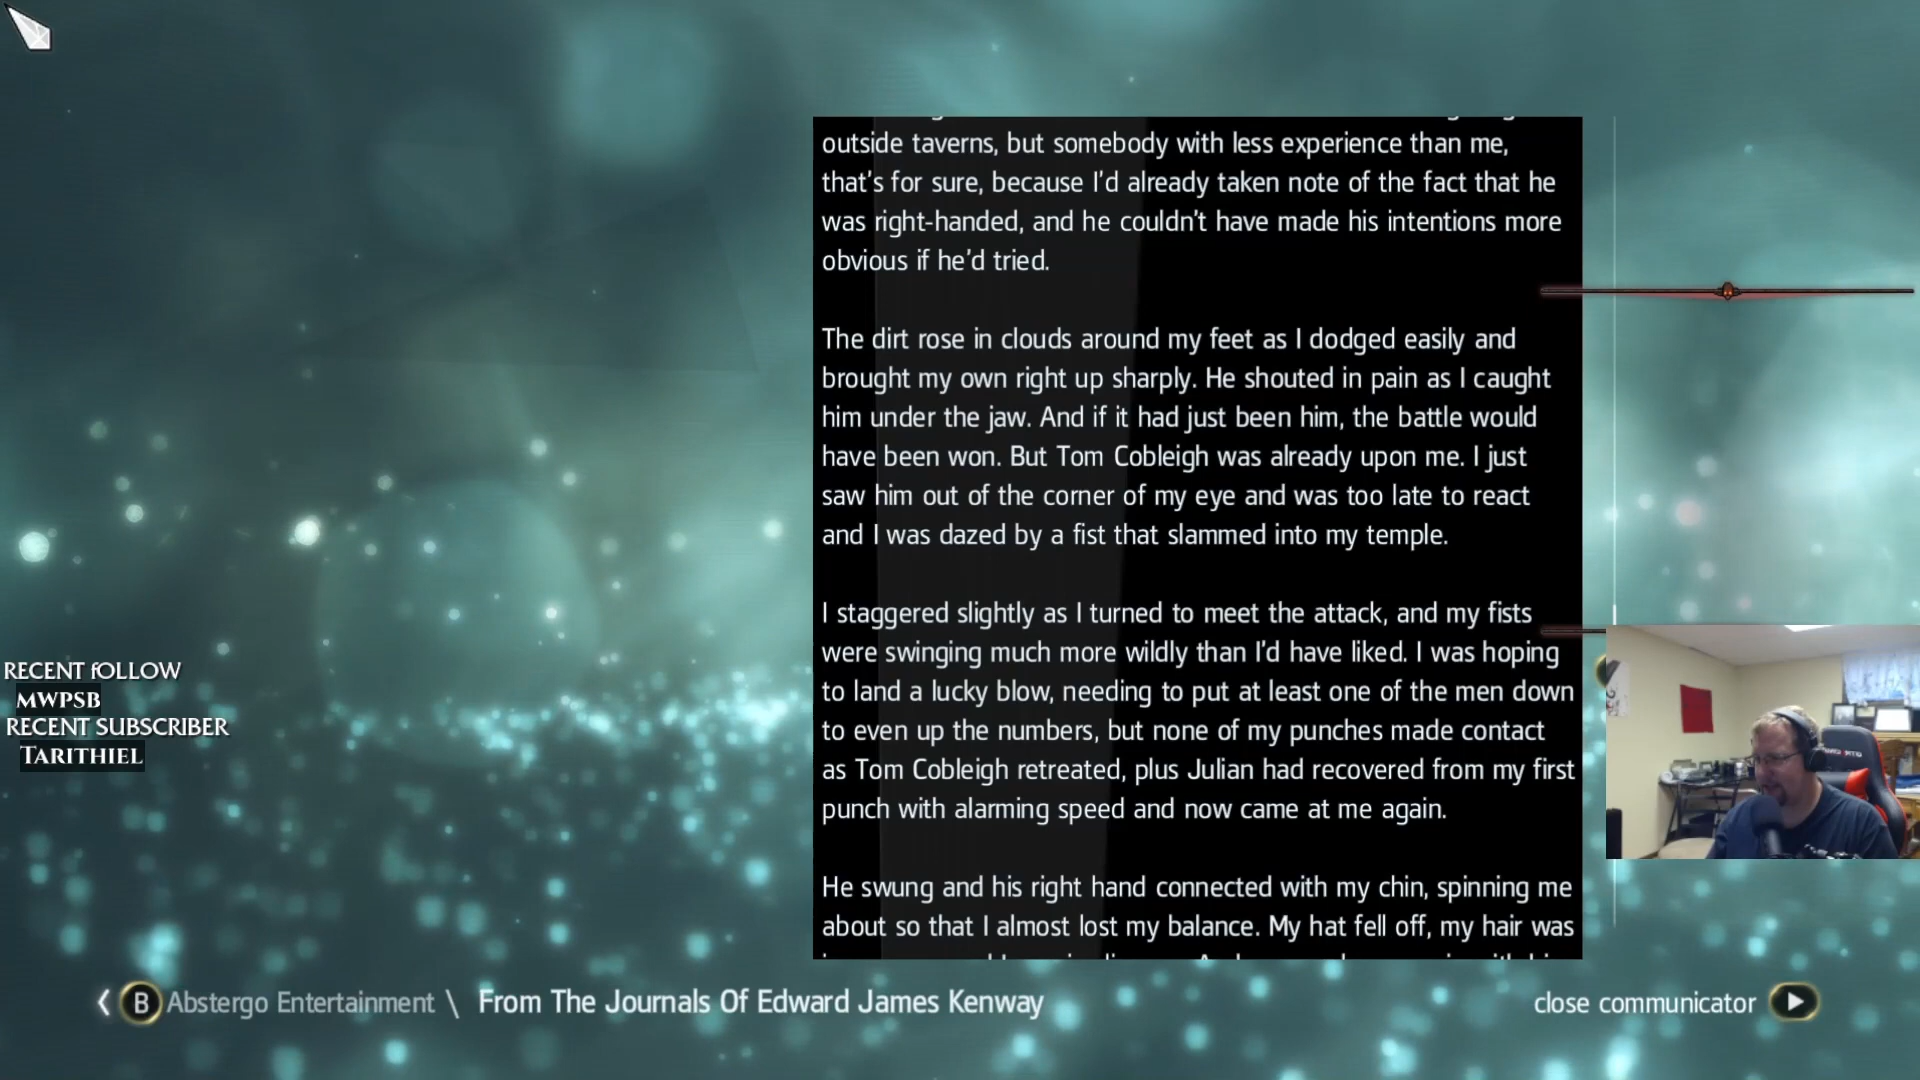 outside taverns, but somebody with less experience than me,
that's for sure, because I'd already taken note of the fact that he
was right-handed, and he couldn't have made his intentions more
obvious if he'd tried.
The dirt rose in clouds around my feet as I dodged easily and
brought my own right up sharply. He shouted in pain as I caught
him under the jaw. And if it had just been him, the battle would
have been won. But Tom Cobleigh was already upon me. I just
saw him out of the corner of my eye and was too late to react
and I was dazed by a fist that slammed into my temple.
I staggered slightly as I turned to meet the attack, and my fists
were swinging much more wildly than I'd have liked. I was hoping
to land a lucky blow, needing to put at least one of the men down
to even up the numbers, but none of my punches made contact
as Tom Cobleigh retreated, plus Julian had recovered from my first
punch with alarming speed and now came at me again.
He swung and his right hand connected with my chin, spinning me
about so that I almost lost my balance. My hat fell off, my hair was
RECENT FOLLOW
MWPSB
RECENT SUBSCRIBER
TARITHIEL
B Abstergo Entertainment \ From The Journals Of Edward James Kenway
close communicator